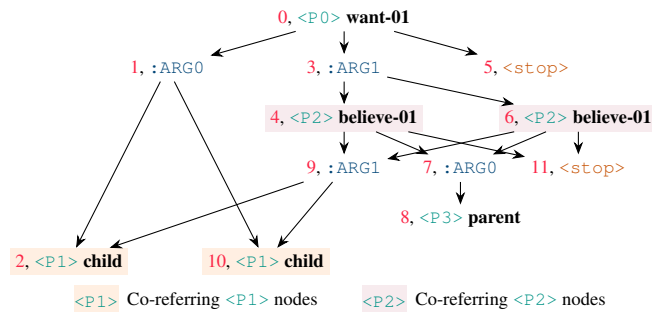 0, <P0> want-01
1, :ARG0 3, :ARG1 5, <stop>
4, <P2> believe-01 6, <P2> believe-01
9, :ARG1 7, :ARG0 11, <stop>
8, <P3> parent
2, <P1> child 10, <P1> child
<P1> Co-referring <P1> nodes <P2> Co-referring <P2> nodes